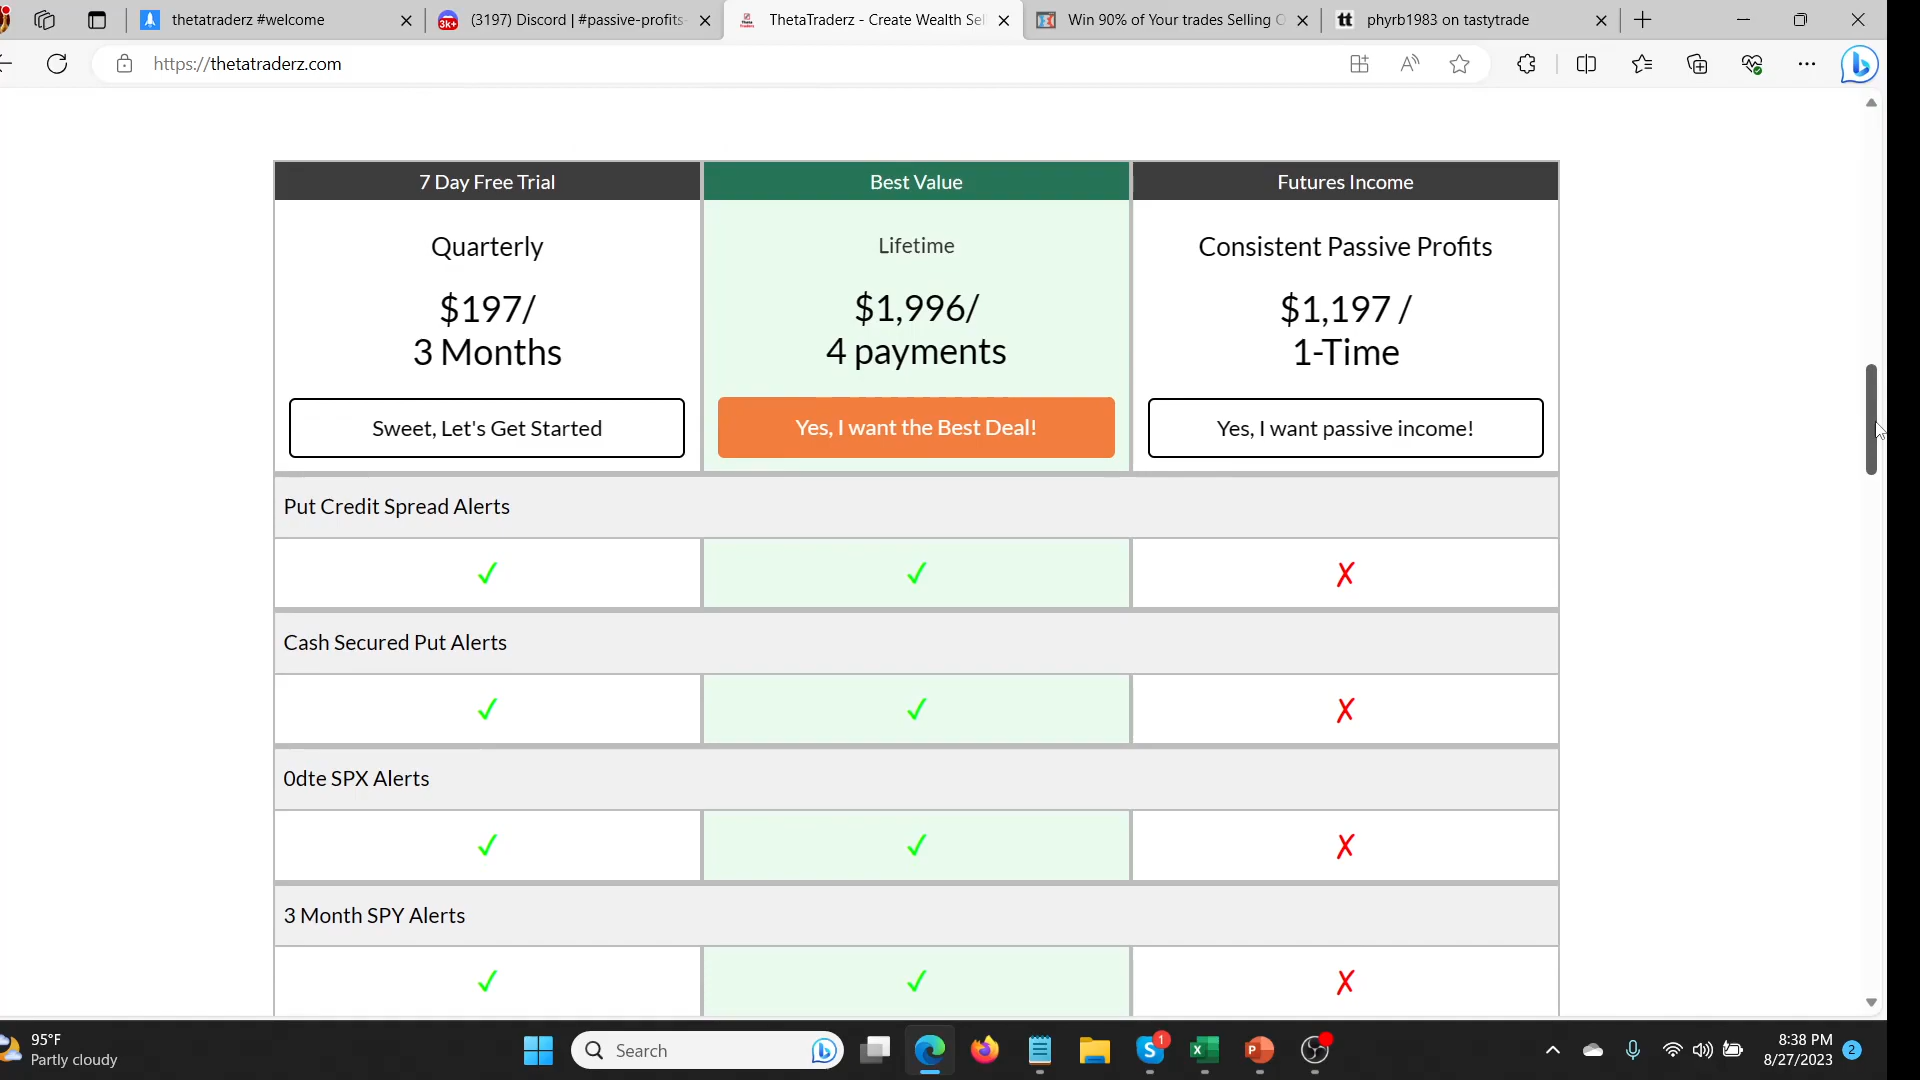 thetatraderz #welcome
(3197) Discord | #passive-profits-
ThetaTraderz - Create Wealth Sel
Win 90% of Your trades Selling O
tt phyrb1983 on tastytrade
3k+
https://thetatraderz.com
7 Day Free Trial
Best Value
Futures Income
Quarterly
Lifetime
Consistent Passive Profits
$197/
3 Months
$1,996/
4 payments
$1,197 /
1-Time
Sweet, Let's Get Started
Yes, I want the Best Deal!
Yes, I want passive income!
Put Credit Spread Alerts
✓ ✓ ✗
Cash Secured Put Alerts
✓ ✓ ✗
0dte SPX Alerts
✓ ✓ ✗
3 Month SPY Alerts
✓ ✓ ✗
95°F
Partly cloudy
Search
1
8:38 PM
8/27/2023
2